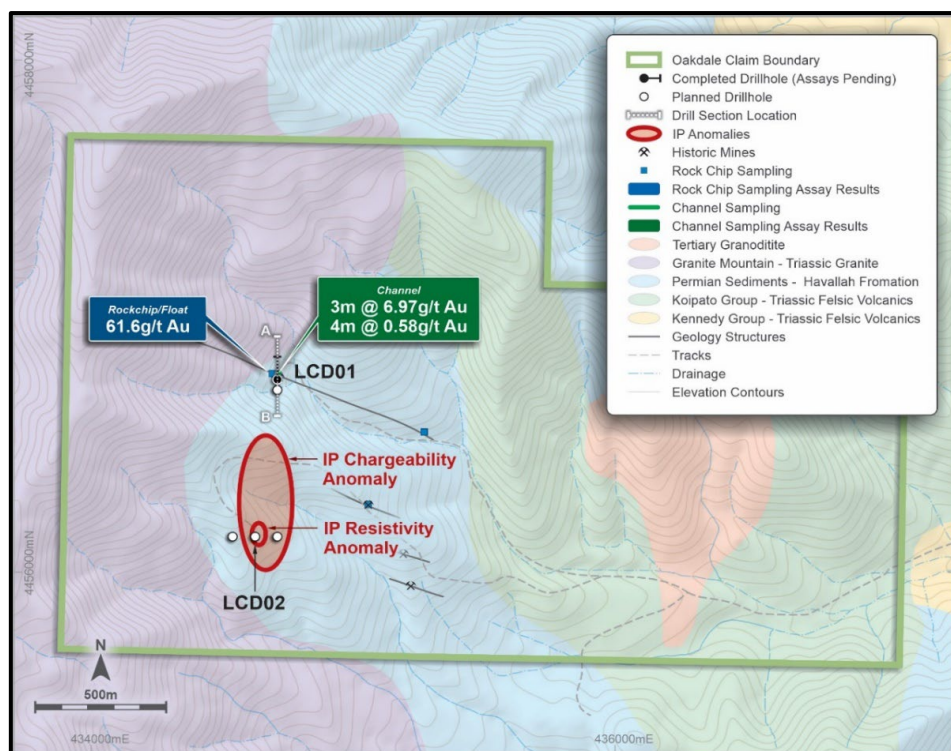 4458000mN
Oakdale Claim Boundary
Completed Drillhole (Assays Pending)
Planned Drillhole
Drill Section Location
IP Anomalies
Historic Mines
Rock Chip Sampling
Rock Chip Sampling Assay Results
Channel Sampling
Channel Sampling Assay Results
Tertiary Granoditite
Granite Mountain - Triassic Granite
Permian Sediments - Havallah Fromation
Koipato Group - Triassic Felsic Volcanics
Kennedy Group - Triassic Felsic Volcanics
Geology Structures
Tracks
Drainage
Elevation Contours
Rockchip/Float
61.6g/t Au
Channel
3m @ 6.97g/t Au
4m @ 0.58g/t Au
A
LCD01
B
IP Chargeability
Anomaly
IP Resistivity
Anomaly
LCD02
4456000mN
N
500m
434000mE
436000mE